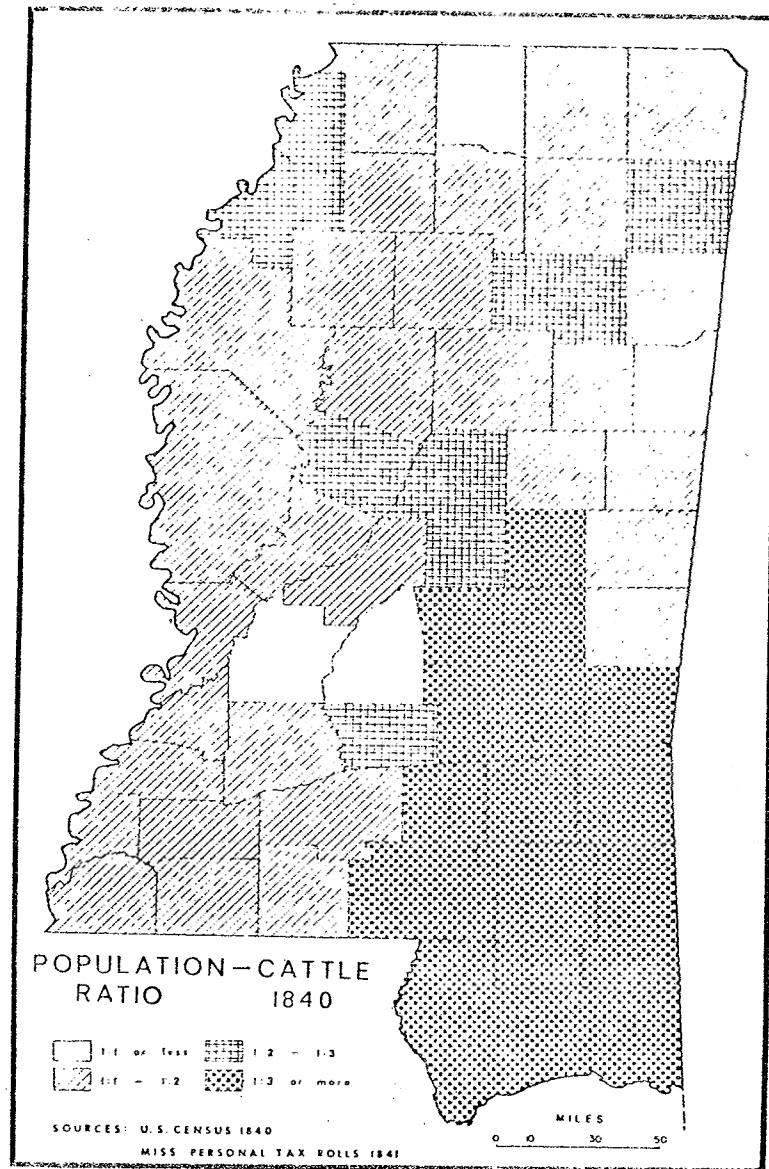 POPULATION—CATTLE
RATIO 1840
1:1 or less 1:2 – 1:3
1:1 – 1:2 1:3 or more
SOURCES: U.S. CENSUS 1840
MISS PERSONAL TAX ROLLS 1841
MILES
0 10 30 50